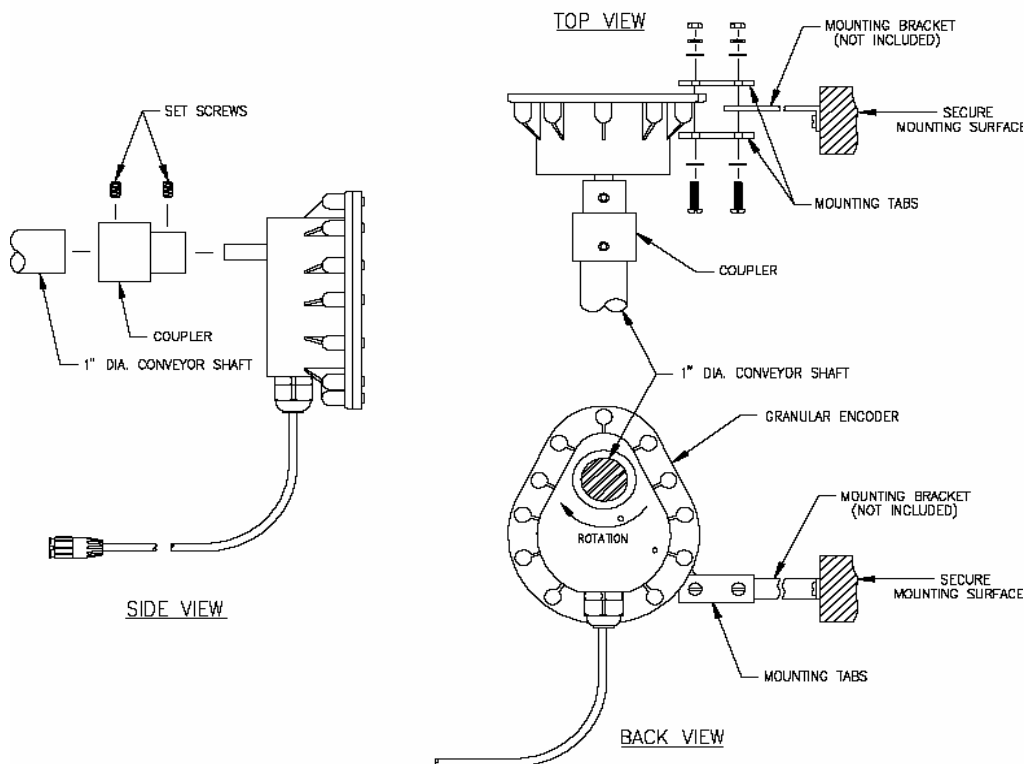 TOP VIEW
MOUNTING BRACKET
(NOT INCLUDED)
SET SCREWS
SECURE
MOUNTING SURFACE
MOUNTING TABS
COUPLER
COUPLER
1" DIA. CONVEYOR SHAFT
1" DIA. CONVEYOR SHAFT
GRANULAR ENCODER
MOUNTING BRACKET
(NOT INCLUDED)
ROTATION
SECURE
MOUNTING SURFACE
SIDE VIEW
MOUNTING TABS
BACK VIEW